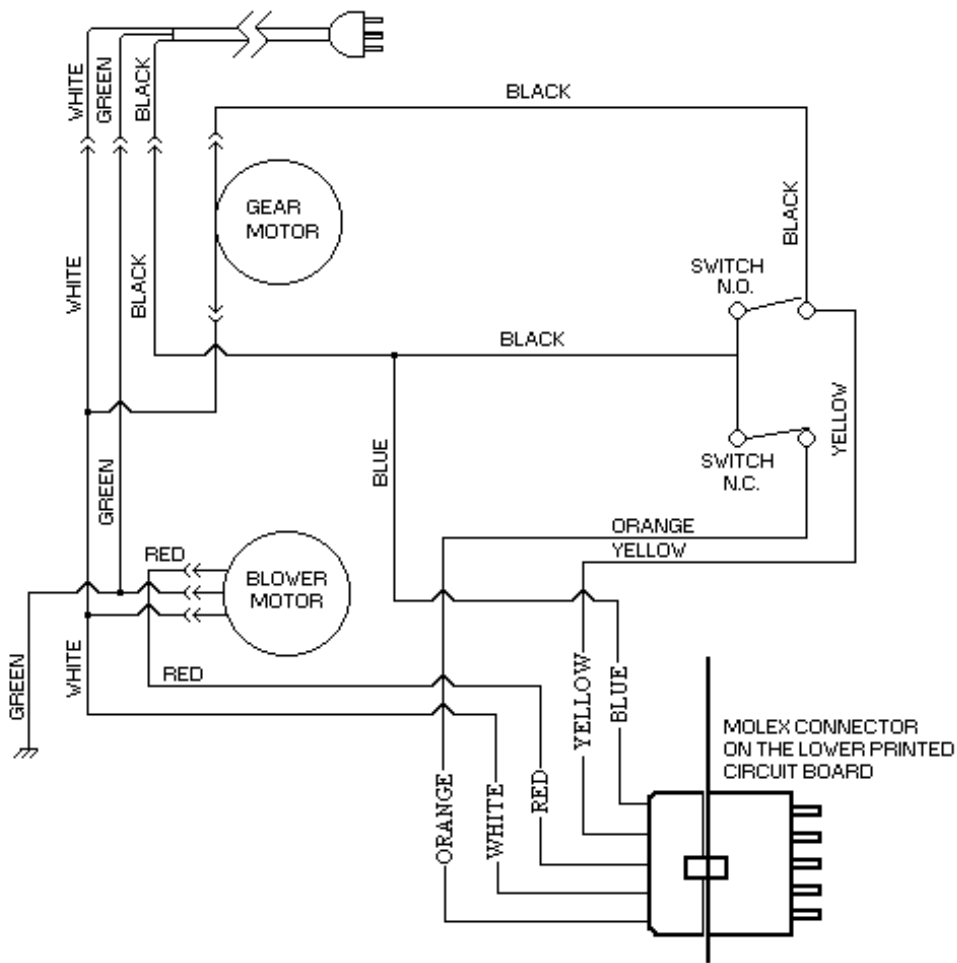 WHITE
GREEN
BLACK
BLACK
GEAR
MOTOR
BLACK
WHITE
BLACK
SWITCH
N.O.
BLACK
YELLOW
SWITCH
N.C.
BLUE
GREEN
ORANGE
YELLOW
RED
BLOWER
MOTOR
GREEN
WHITE
RED
YELLOW
BLUE
MOLEX CONNECTOR
ON THE LOWER PRINTED
CIRCUIT BOARD
ORANGE
WHITE
RED